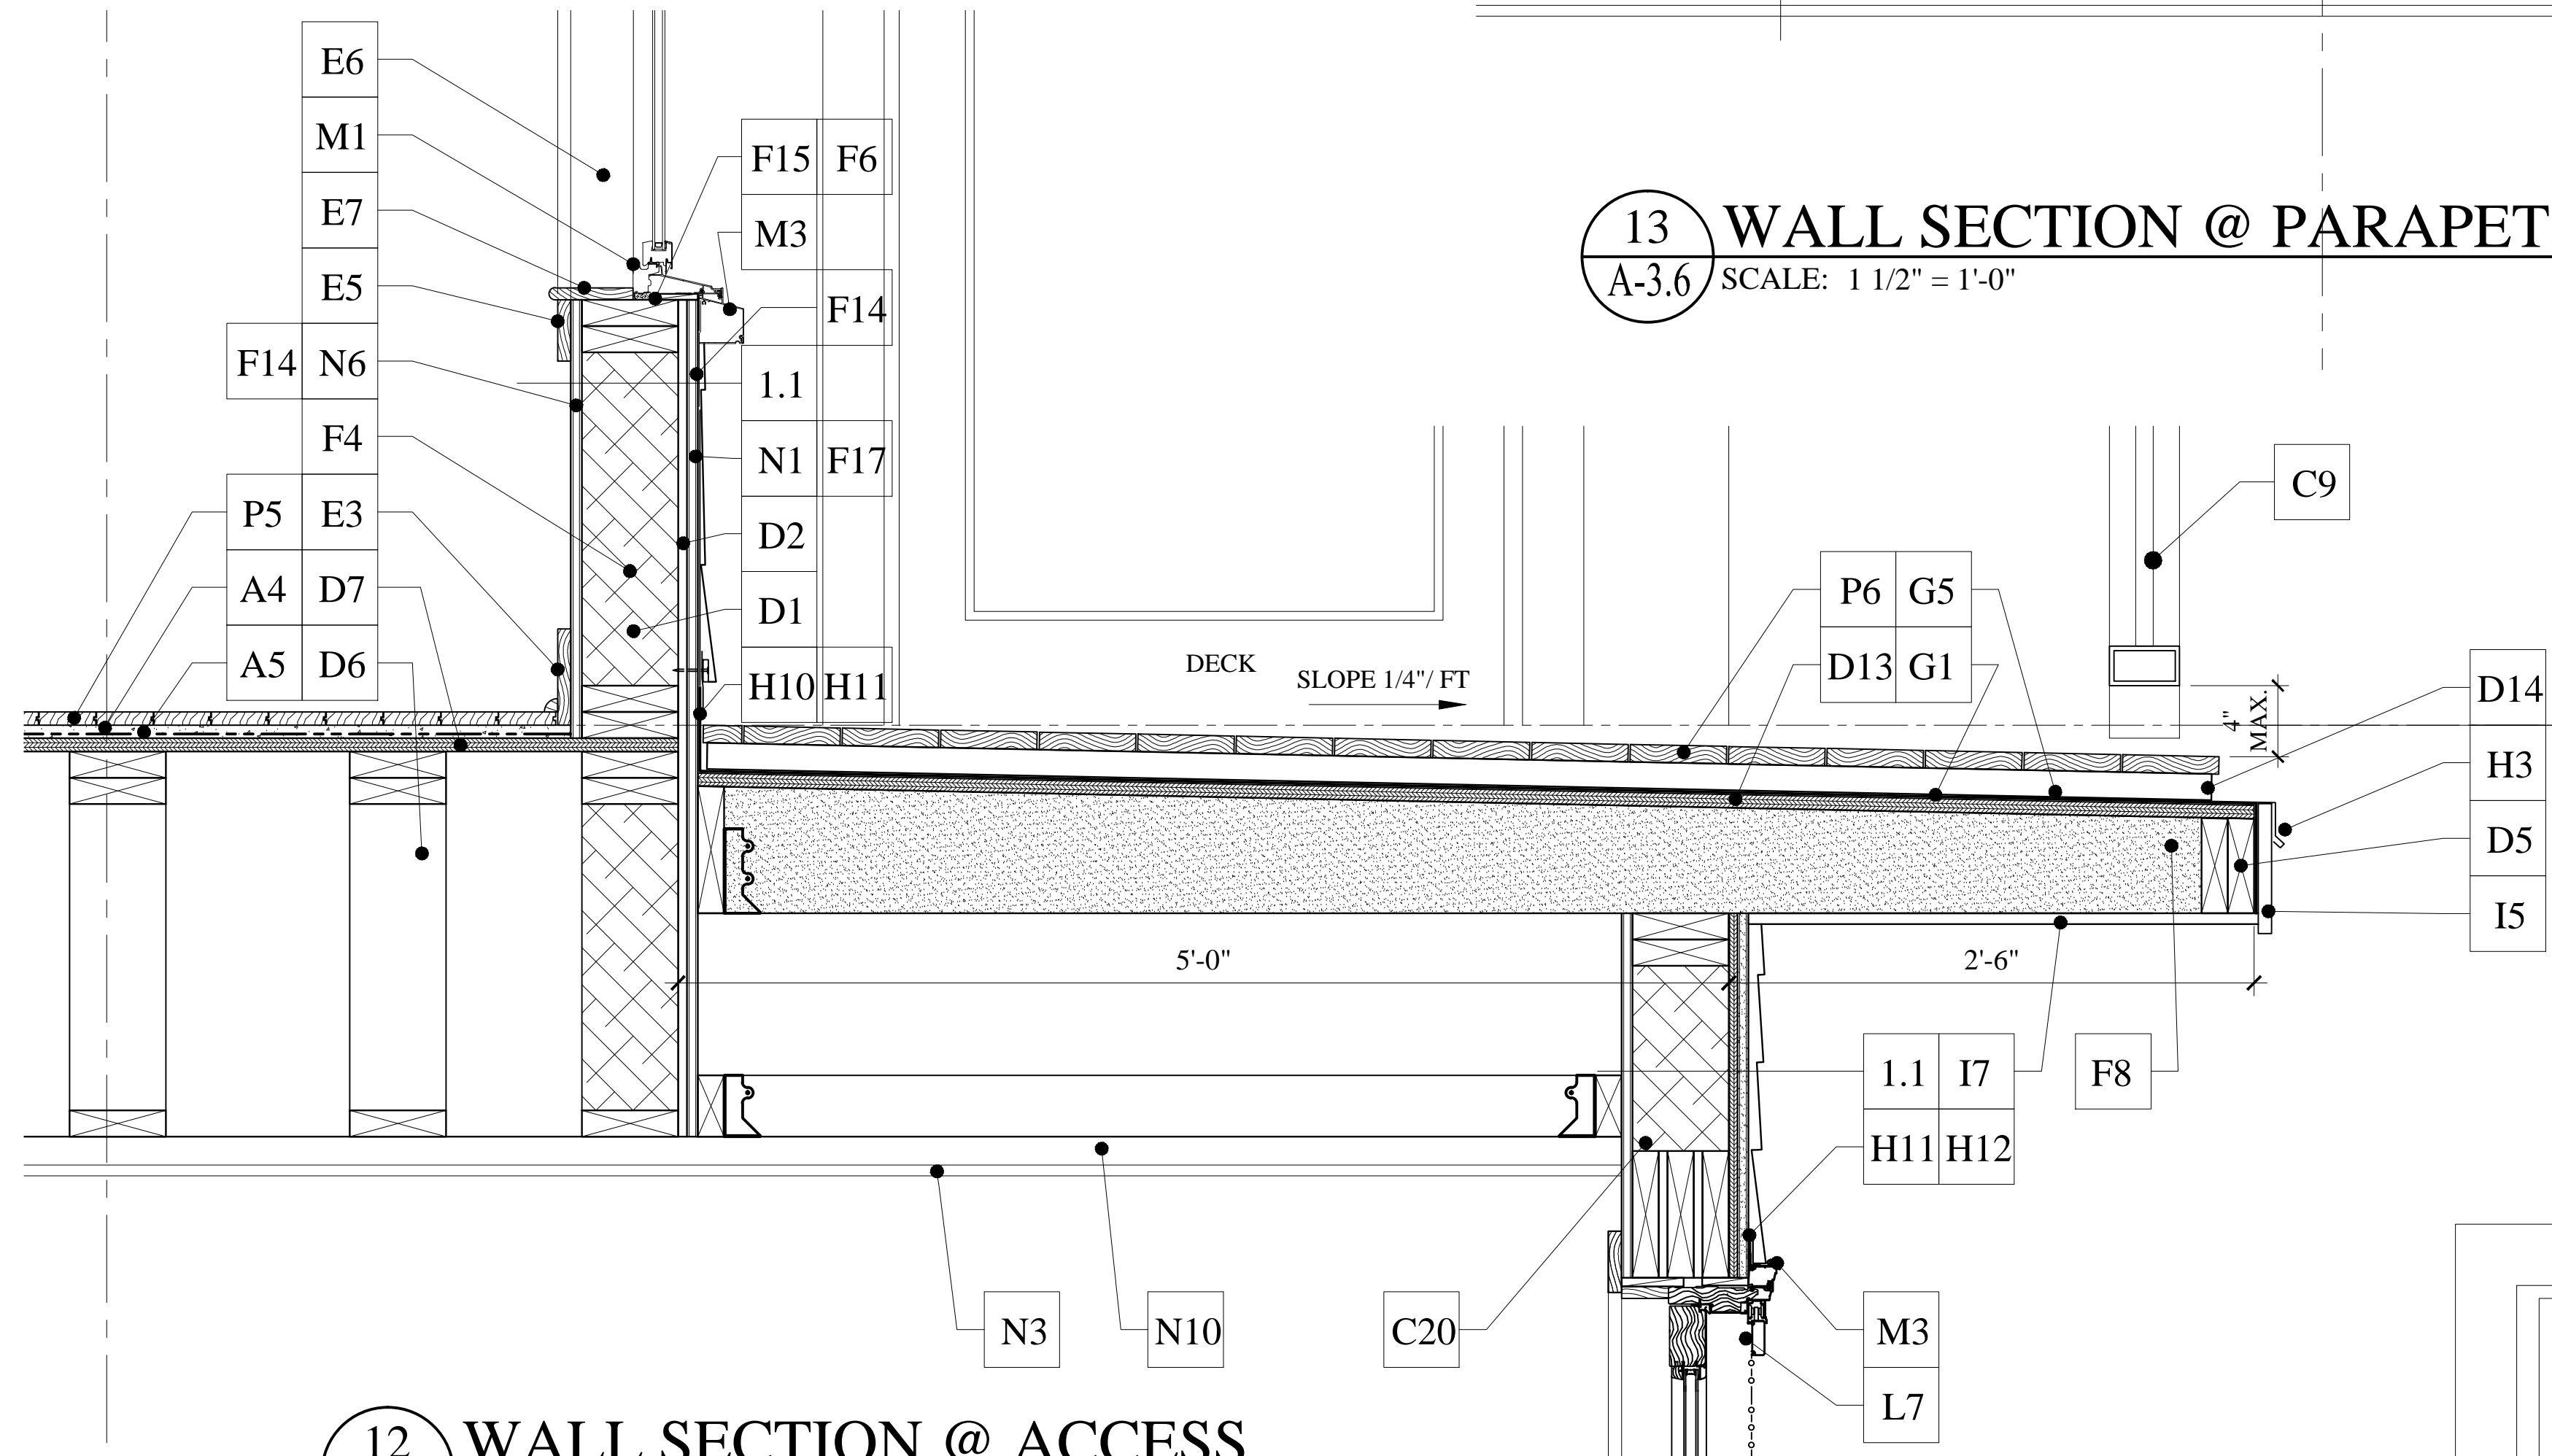 E6
M1
E7
E5
F14 N6
F4
P5 E3
A4 D7
A5 D6
F15 F6
M3
F14
1.1
N1 F17
D2
D1
H10 H11
13
A-3.6
WALL SECTION @ PARAPET
SCALE: 1 1/2" = 1'-0"
C9
P6 G5
D13 G1
DECK
SLOPE 1/4"/ FT
4"
MAX.
D14
H3
D5
I5
5'-0"
2'-6"
1.1 I7
H11 H12
F8
N3
N10
C20
M3
L7
12
WALL SECTION @ ACCESS